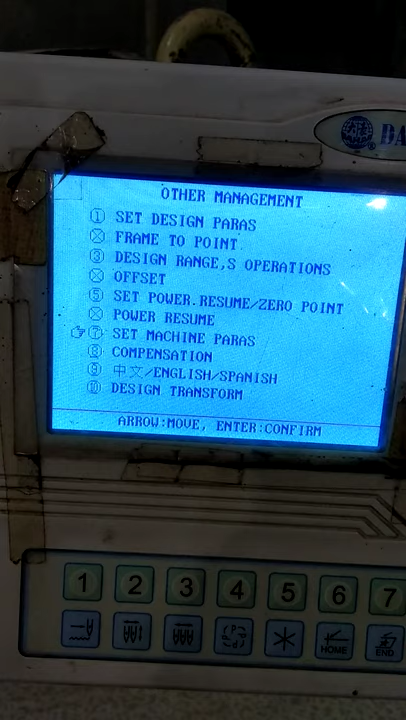 DA
OTHER MANAGEMENT
① SET DESIGN PARAS
FRAME TO POINT
③ DESIGN RANGE,S OPERATIONS
OFFSET
⑤ SET POWER.RESUME/ZERO POINT
POWER RESUME
⑦ SET MACHINE PARAS
⑧ COMPENSATION
⑨ 中文/ENGLISH/SPANISH
⑩ DESIGN TRANSFORM
ARROW:MOVE, ENTER:CONFIRM
1 2 3 4 5 6 7
P HOME END